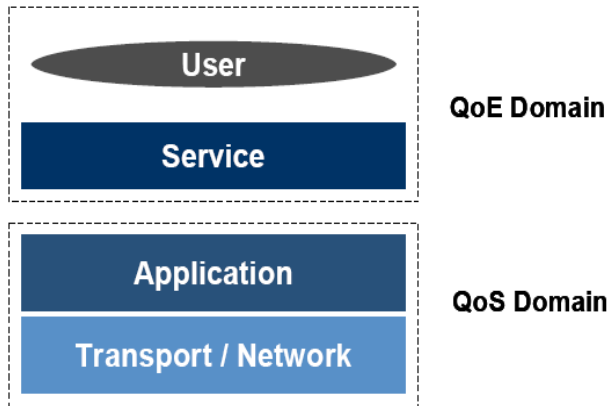 User
QoE Domain
Service
Application
QoS Domain
Transport / Network